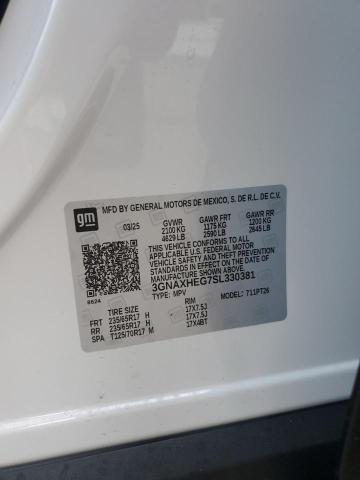 gm
MFD BY GENERAL MOTORS DE MEXICO, S. DE R.L. DE C.V.
03/25 GVWR GAWR FRT GAWR RR
2100 KG 1175 KG 1200 KG
4629 LB 2590 LB 2645 LB
THIS VEHICLE CONFORMS TO ALL APPLICABLE U.S.
FEDERAL MOTOR VEHICLE SAFETY, BUMPER, AND THEFT
PREVENTION STANDARDS IN EFFECT ON THE DATE OF
MANUFACTURE SHOWN ABOVE.
3GNAXHEG7SL330381
8624
TYPE: MPV MODEL: 711PT26
TIRE SIZE RIM
FRT 235/65R17 H 17X7.5J
RR 235/65R17 H 17X7.5J
SPA T125/70R17 M 17X4BT